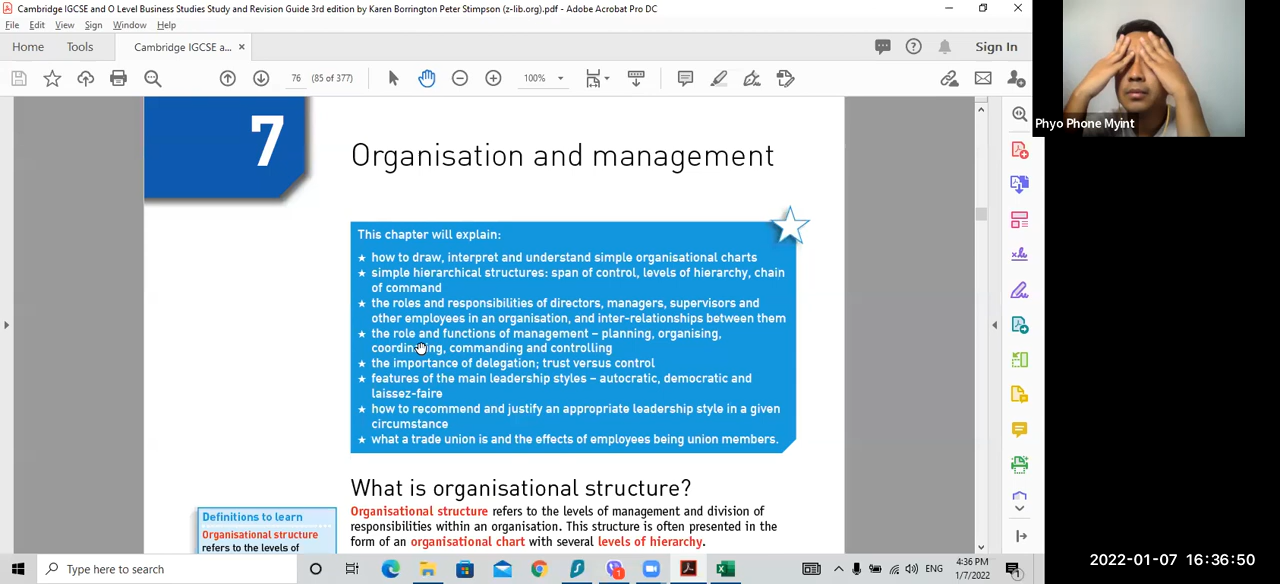 Cambridge IGCSE and O Level Business Studies Study and Revision Guide 3rd edition by Karen Borrington Peter Stimpson (z-lib.org).pdf - Adobe Acrobat Pro DC
File Edit View Sign Window Help
Home Tools Cambridge IGCSE a... × Sign In
76 (85 of 377) 100%
Phyo Phone Myint
7
Organisation and management
This chapter will explain:
★ how to draw, interpret and understand simple organisational charts
★ simple hierarchical structures: span of control, levels of hierarchy, chain
of command
★ the roles and responsibilities of directors, managers, supervisors and
other employees in an organisation, and inter-relationships between them
★ the role and functions of management – planning, organising,
coordinating, commanding and controlling
★ the importance of delegation; trust versus control
★ features of the main leadership styles – autocratic, democratic and
laissez-faire
★ how to recommend and justify an appropriate leadership style in a given
circumstance
★ what a trade union is and the effects of employees being union members.
What is organisational structure?
Organisational structure refers to the levels of management and division of
responsibilities within an organisation. This structure is often presented in the
form of an organisational chart with several levels of hierarchy.
Definitions to learn
Organisational structure
refers to the levels of
Type here to search
ENG
4:36 PM
1/7/2022
2022-01-07 16:36:50